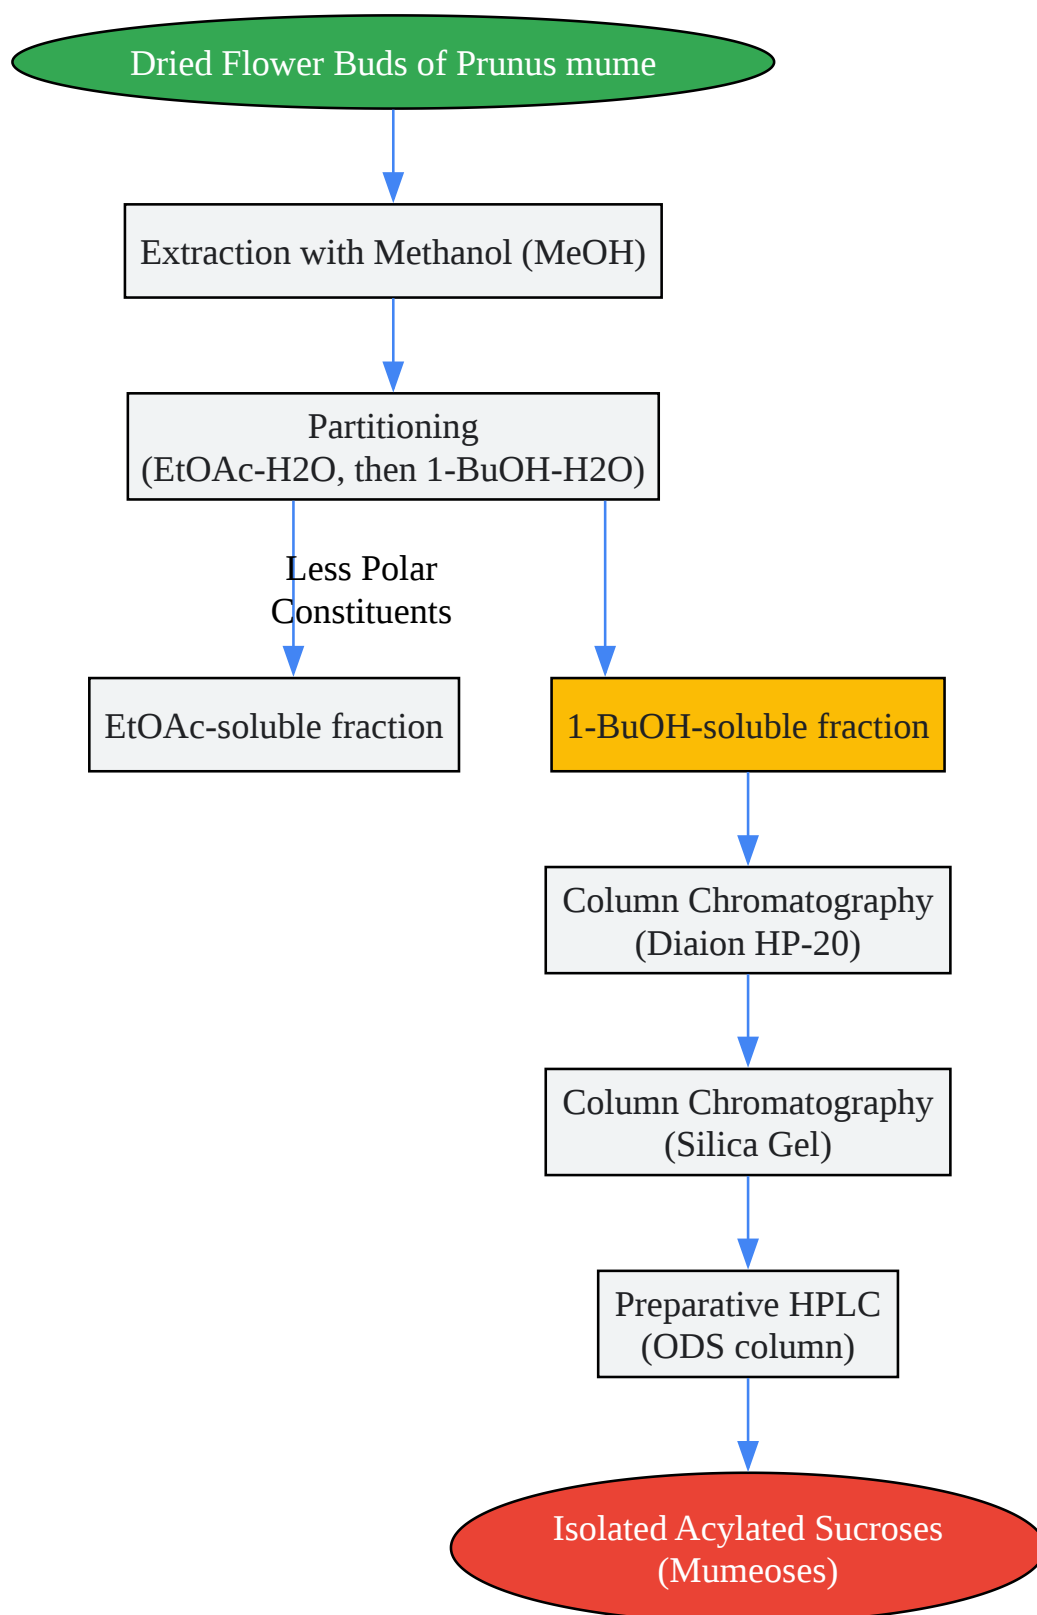 Dried Flower Buds of Prunus mume
Extraction with Methanol (MeOH)
Partitioning
(EtOAc-H2O, then 1-BuOH-H2O)
Less Polar
Constituents
EtOAc-soluble fraction
1-BuOH-soluble fraction
Column Chromatography
(Diaion HP-20)
Column Chromatography
(Silica Gel)
Preparative HPLC
(ODS column)
Isolated Acylated Sucroses
(Mumeoses)